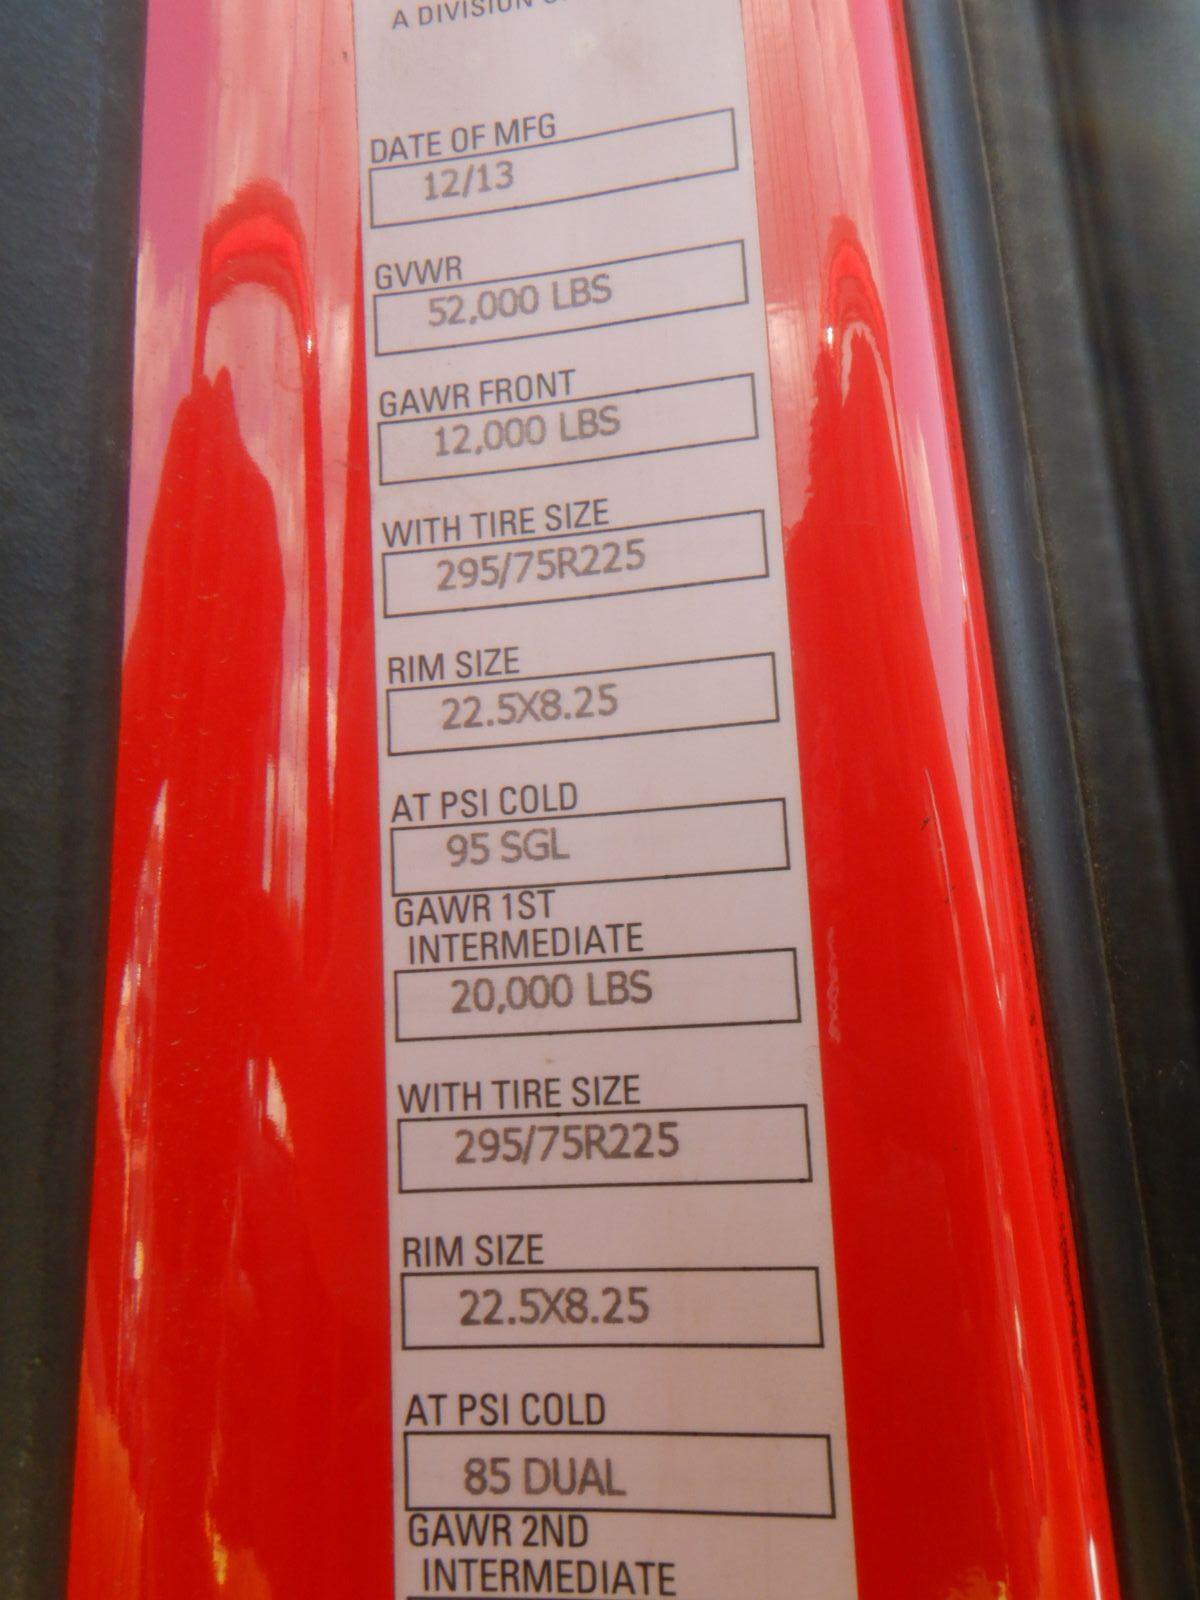 A DIVISION
DATE OF MFG
12/13
GVWR
52,000 LBS
GAWR FRONT
12,000 LBS
WITH TIRE SIZE
295/75R225
RIM SIZE
22.5X8.25
AT PSI COLD
95 SGL
GAWR 1ST
INTERMEDIATE
20,000 LBS
WITH TIRE SIZE
295/75R225
RIM SIZE
22.5X8.25
AT PSI COLD
85 DUAL
GAWR 2ND
INTERMEDIATE